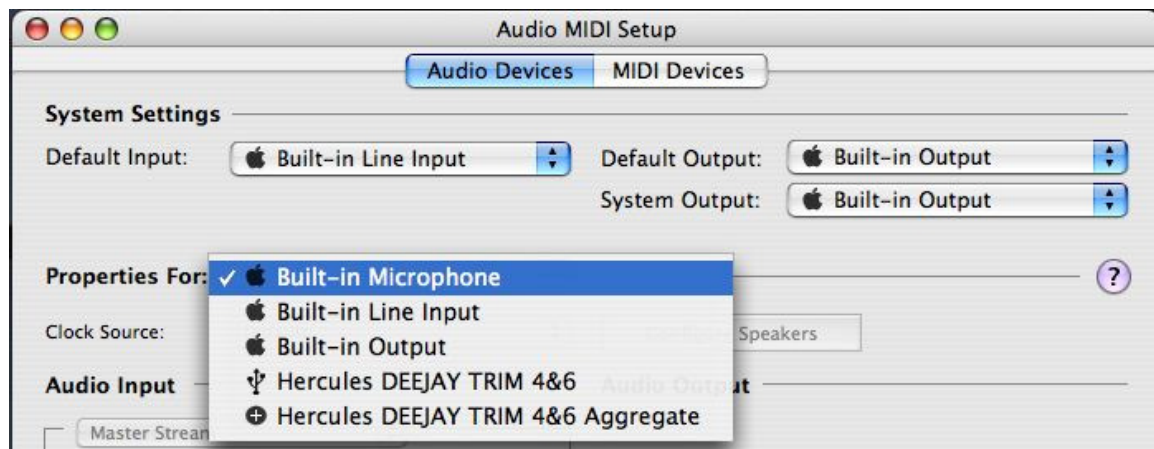 Audio MIDI Setup
Audio Devices MIDI Devices
System Settings
Default Input: Built-in Line Input Default Output: Built-in Output
System Output: Built-in Output
Properties For: ✓ Built-in Microphone ?
Built-in Line Input
Clock Source: Speakers
Built-in Output
Audio Input Hercules DEEJAY TRIM 4&6 Audio Output
Hercules DEEJAY TRIM 4&6 Aggregate
Master Stream